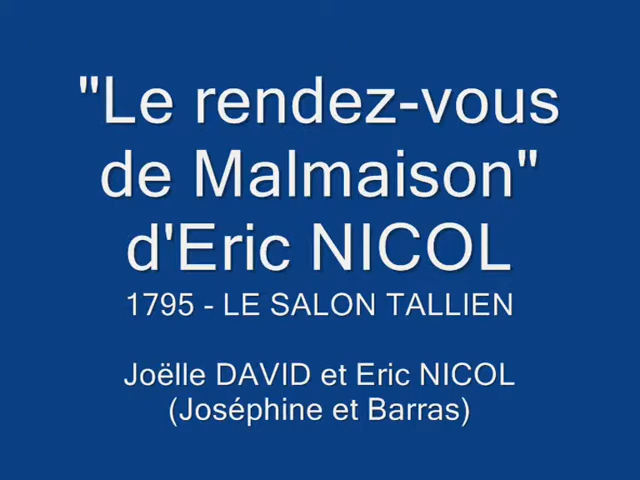 "Le rendez-vous
de Malmaison"
d'Eric NICOL
1795 - LE SALON TALLIEN
Joëlle DAVID et Eric NICOL
(Joséphine et Barras)